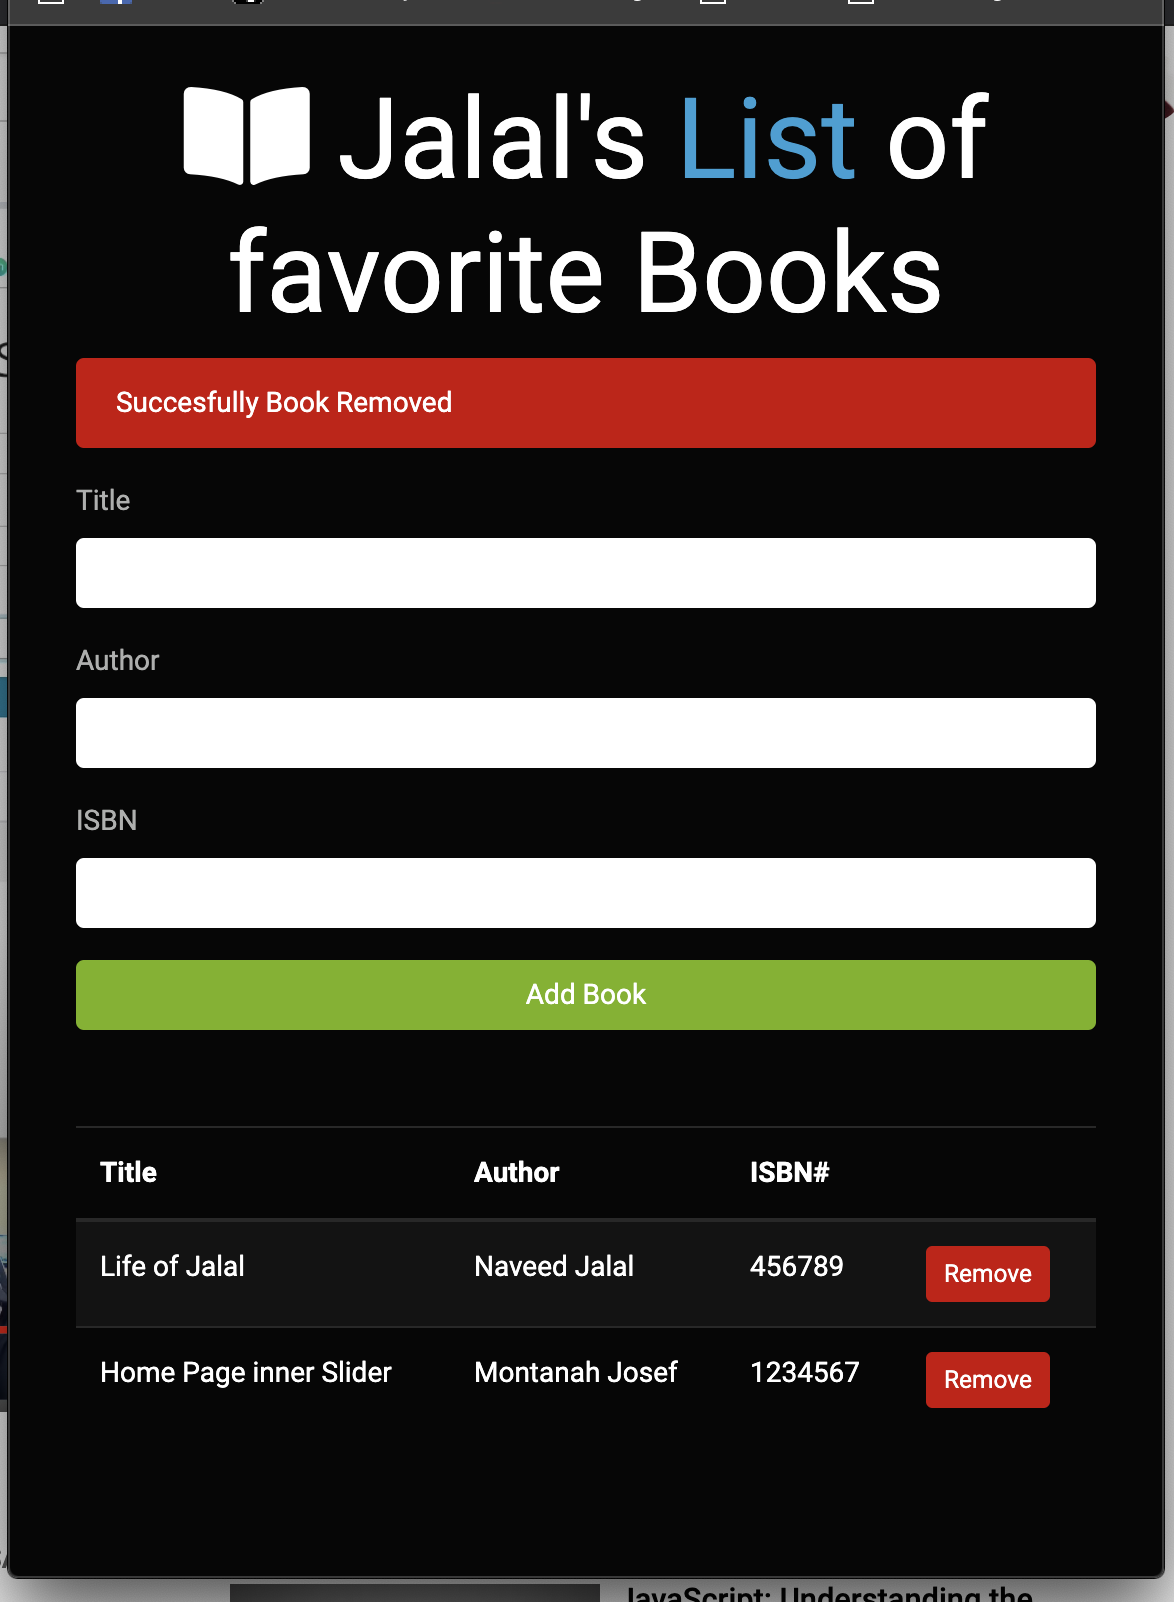 Jalal's List of
favorite Books
Succesfully Book Removed
Title
Author
ISBN
Add Book
Title Author ISBN#
Life of Jalal Naveed Jalal 456789 Remove
Home Page inner Slider Montanah Josef 1234567 Remove
JavaScript: Understanding the